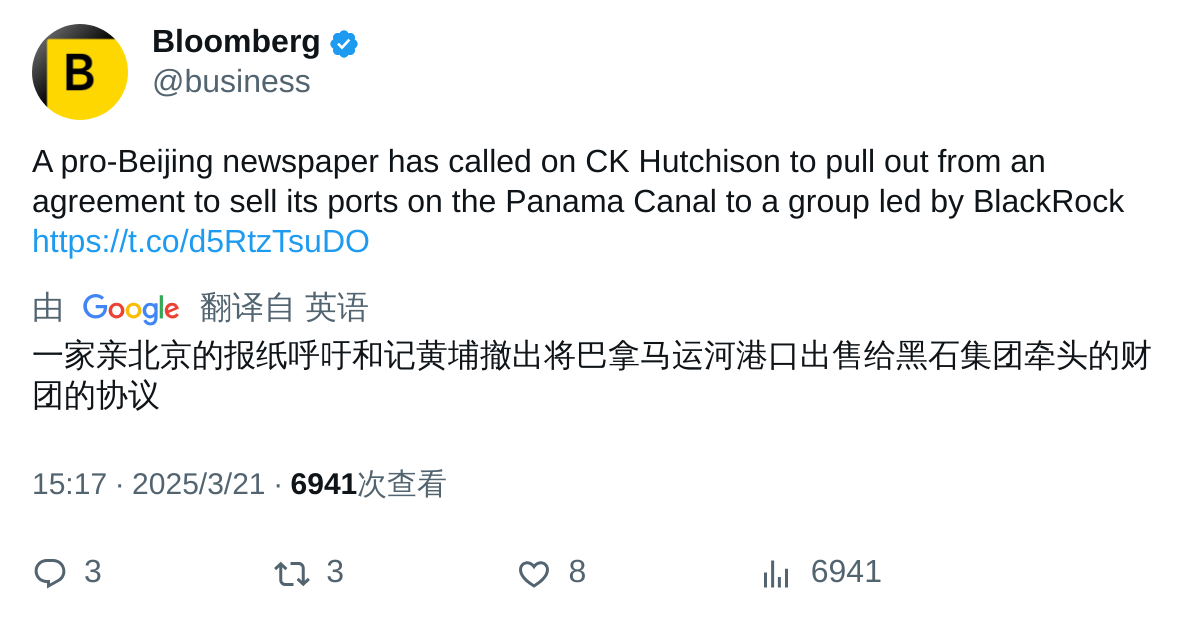 B
Bloomberg
@business
A pro-Beijing newspaper has called on CK Hutchison to pull out from an
agreement to sell its ports on the Panama Canal to a group led by BlackRock
https://t.co/d5RtzTsuDO
由 Google 翻译自 英语
一家亲北京的报纸呼吁和记黄埔撤出将巴拿马运河港口出售给黑石集团牵头的财
团的协议
15:17 · 2025/3/21 · 6941次查看
3 3 8 6941